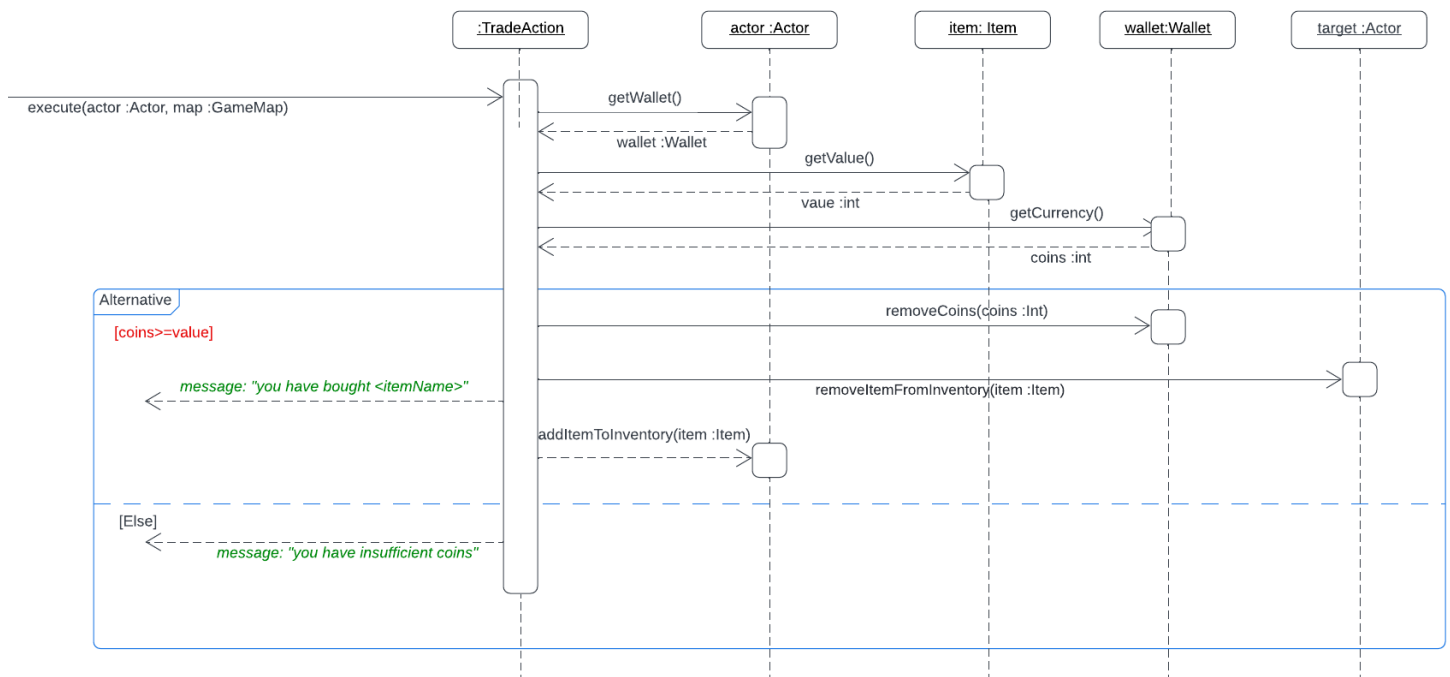 :TradeAction
actor :Actor
item: Item
wallet:Wallet
target :Actor
execute(actor :Actor, map :GameMap)
getWallet()
wallet :Wallet
getValue()
vaue :int
getCurrency()
coins :int
Alternative
[coins>=value]
removeCoins(coins :Int)
message: "you have bought <itemName>"
removeItemFromInventory(item :Item)
addItemToInventory(item :Item)
[Else]
message: "you have insufficient coins"